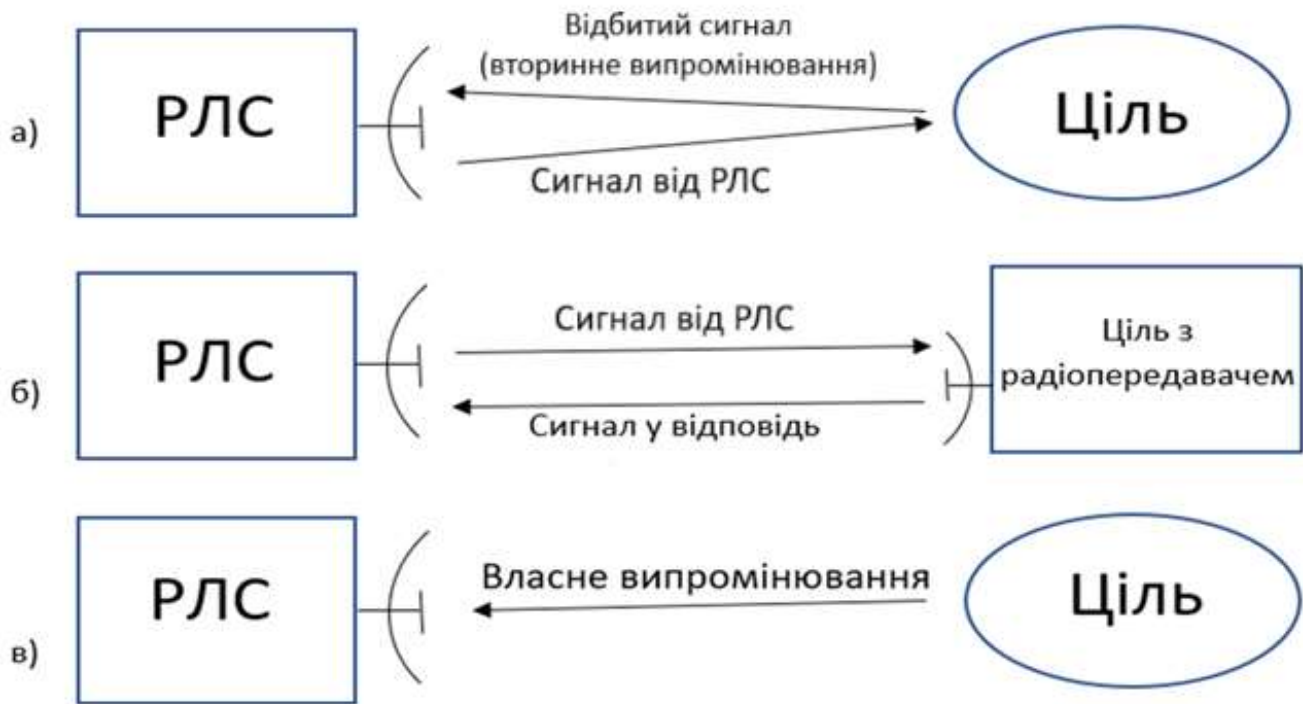 Відбитий сигнал
(вторинне випромінювання)
РЛС
Ціль
а)
Сигнал від РЛС
Сигнал від РЛС
РЛС
Ціль з
радіопередавачем
б)
Сигнал у відповідь
Власне випромінювання
РЛС
Ціль
в)